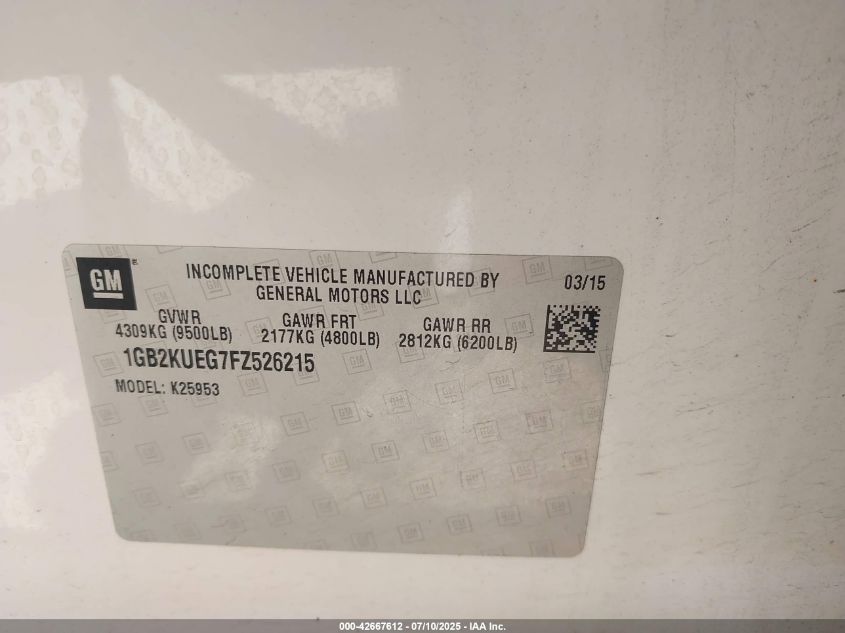 GM
INCOMPLETE VEHICLE MANUFACTURED BY
GENERAL MOTORS LLC
03/15
GVWR
4309KG (9500LB)
GAWR FRT
2177KG (4800LB)
GAWR RR
2812KG (6200LB)
1GB2KUEG7FZ526215
MODEL: K25953
000-42667612 - 07/10/2025 - IAA Inc.